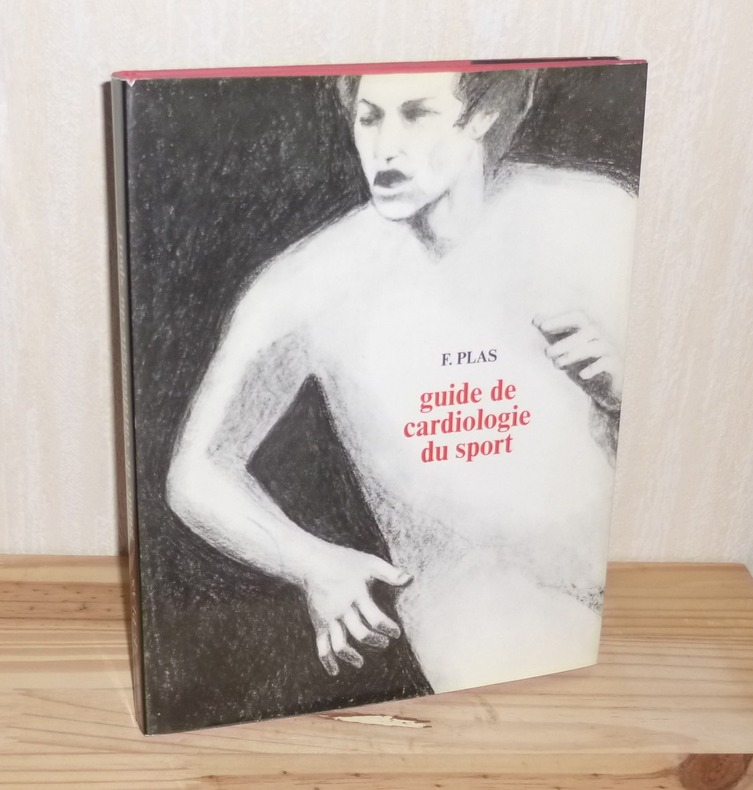 F. PLAS
guide de
cardiologie
du sport